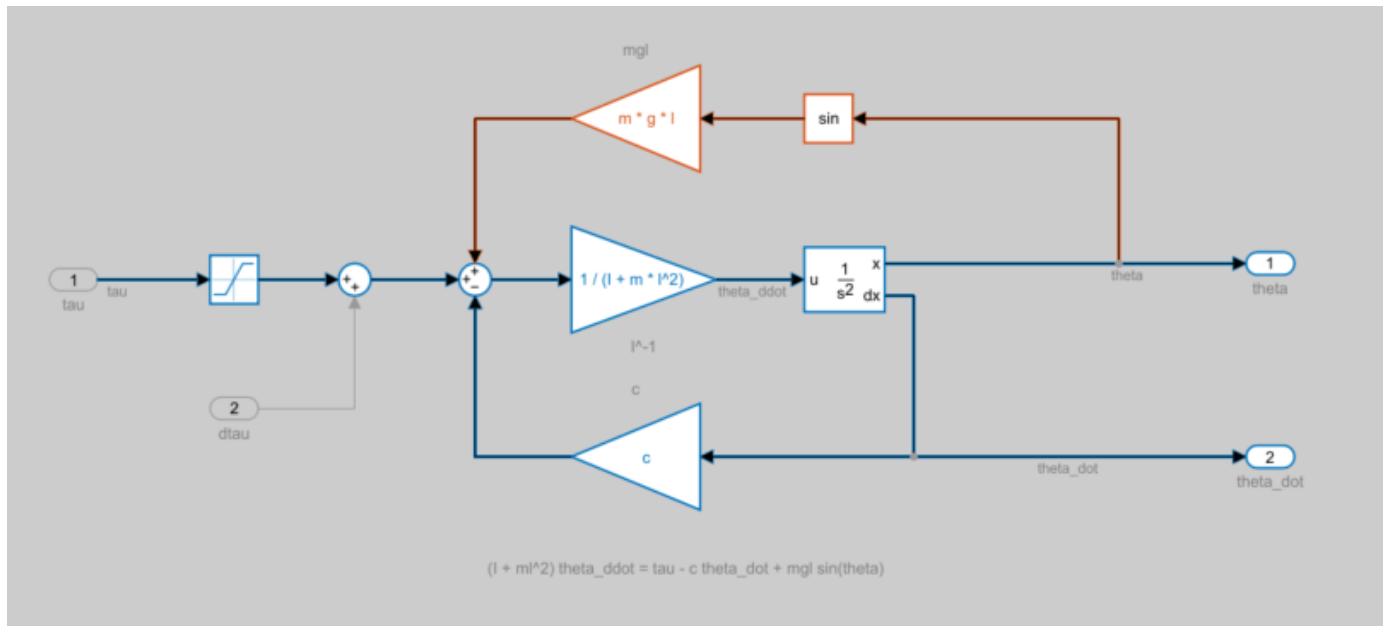 mgl
m * g * l
sin
1
tau
tau
+
+
+
+
−
1 / (I + m * l^2)
theta_ddot
u
1
s2
x
dx
theta
1
theta
I^-1
c
2
dtau
c
theta_dot
2
theta_dot
(I + ml^2) theta_ddot = tau - c theta_dot + mgl sin(theta)